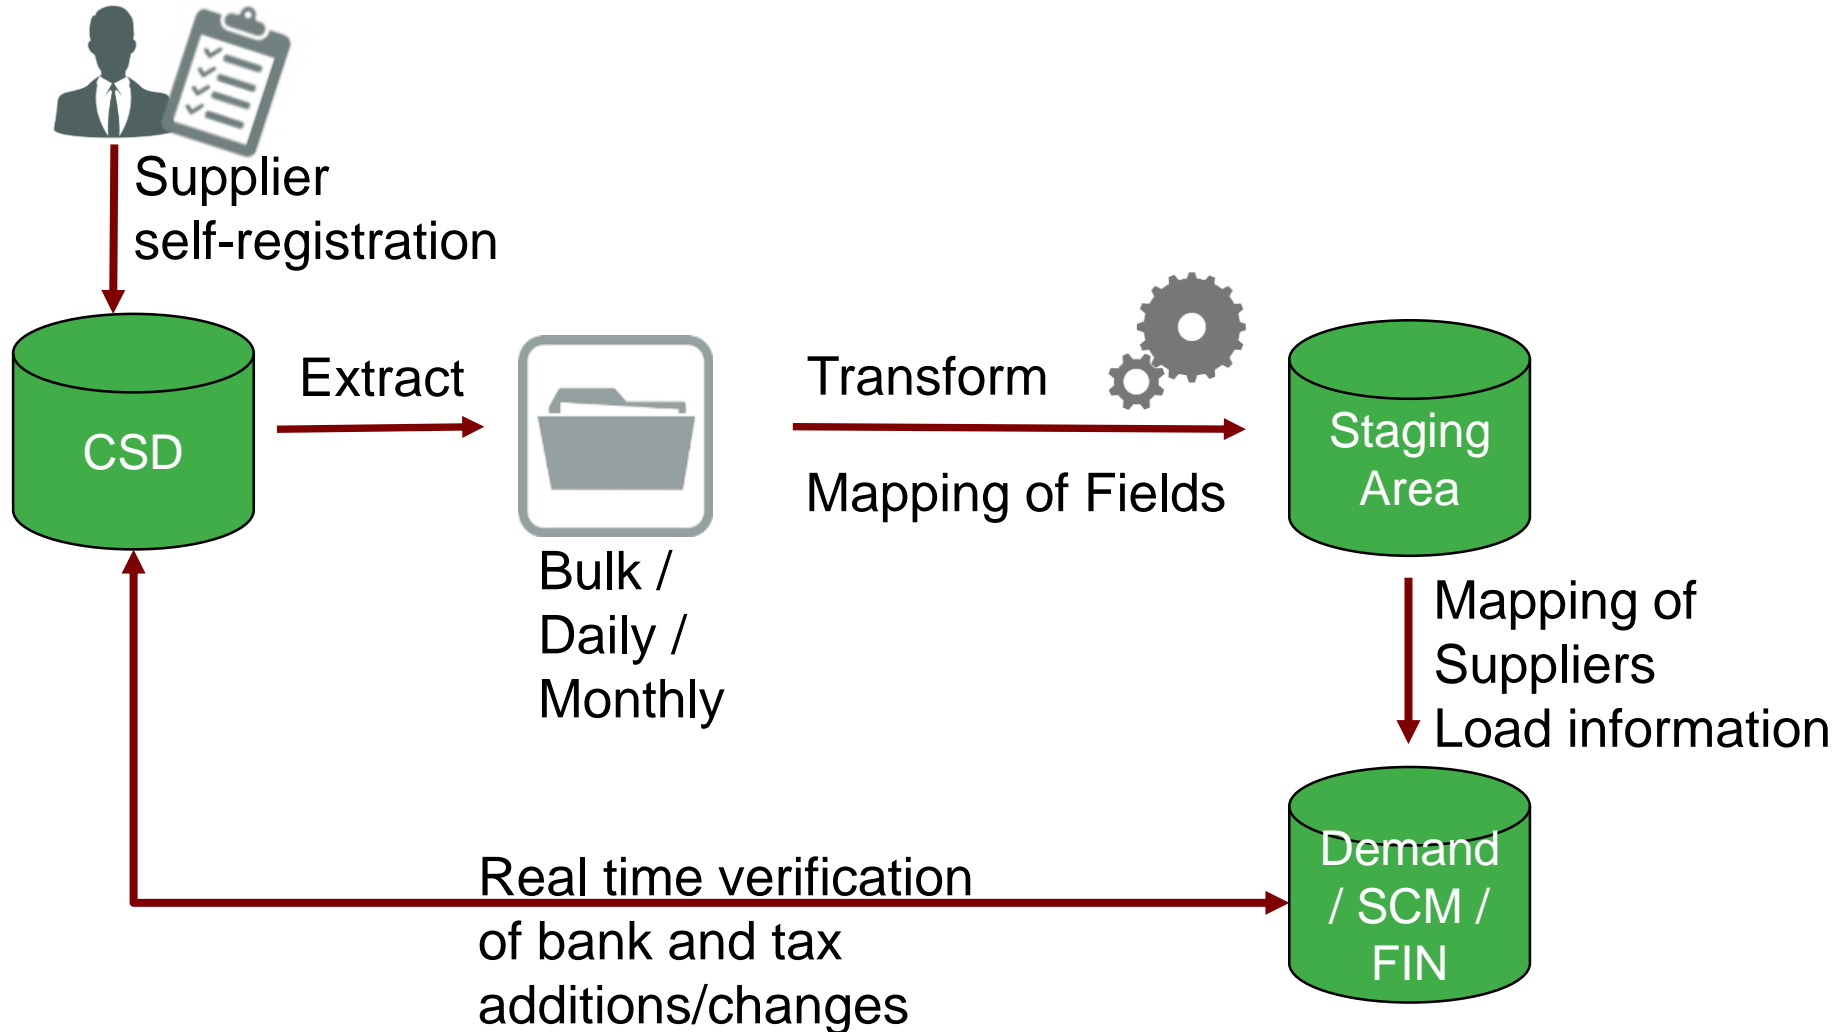 Supplier
self-registration
CSD
Extract
Bulk /
Daily /
Monthly
Transform
Mapping of Fields
Staging
Area
Mapping of
Suppliers
Load information
Demand
/ SCM /
FIN
Real time verification
of bank and tax
additions/changes